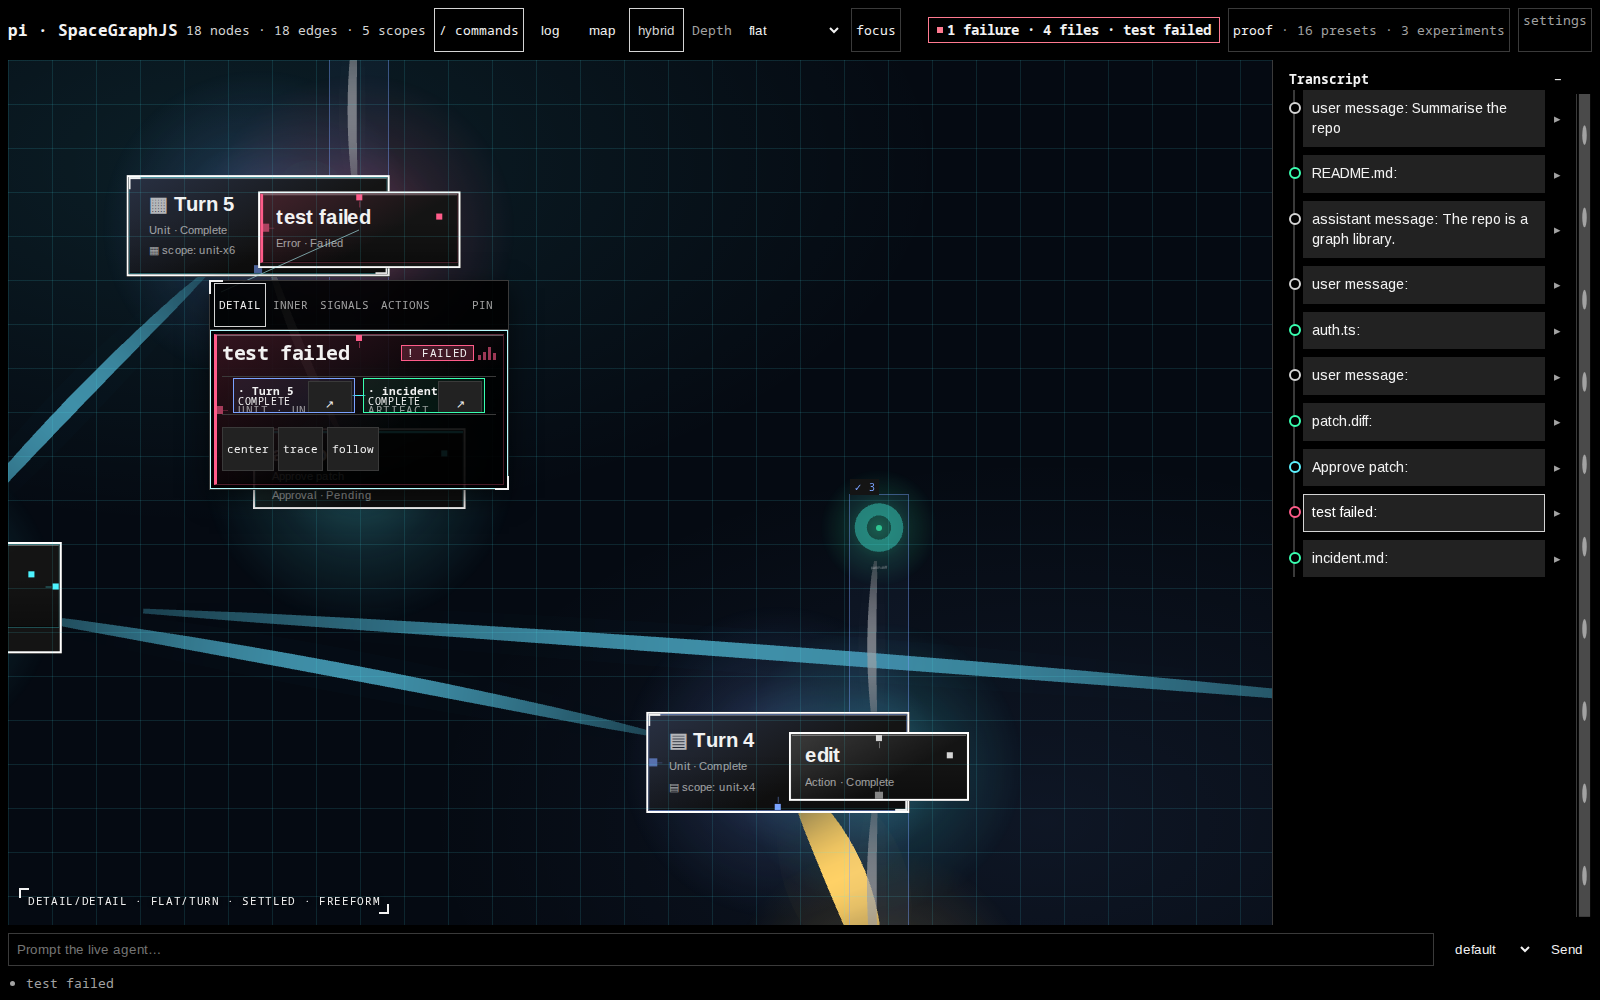 pi · SpaceGraphJS 18 nodes · 18 edges · 5 scopes / commands log map hybrid Depth flat focus 1 failure · 4 files · test failed proof · 16 presets · 3 experiments settings
Turn 5
Unit · Complete
scope: unit-x6
test failed
Error · Failed
DETAIL INNER SIGNALS ACTIONS PIN
test failed ! FAILED
· Turn 5
COMPLETE
UNIT · UN
↗
· incident
COMPLETE
ARTIFACT
↗
center trace follow
Approve patch
Approval · Pending
✓ 3
Turn 4
Unit · Complete
scope: unit-x4
edit
Action · Complete
DETAIL/DETAIL · FLAT/TURN · SETTLED · FREEFORM
Transcript –
user message: Summarise the
repo
README.md:
assistant message: The repo is a
graph library.
user message:
auth.ts:
user message:
patch.diff:
Approve patch:
test failed:
incident.md:
Prompt the live agent… default Send
• test failed